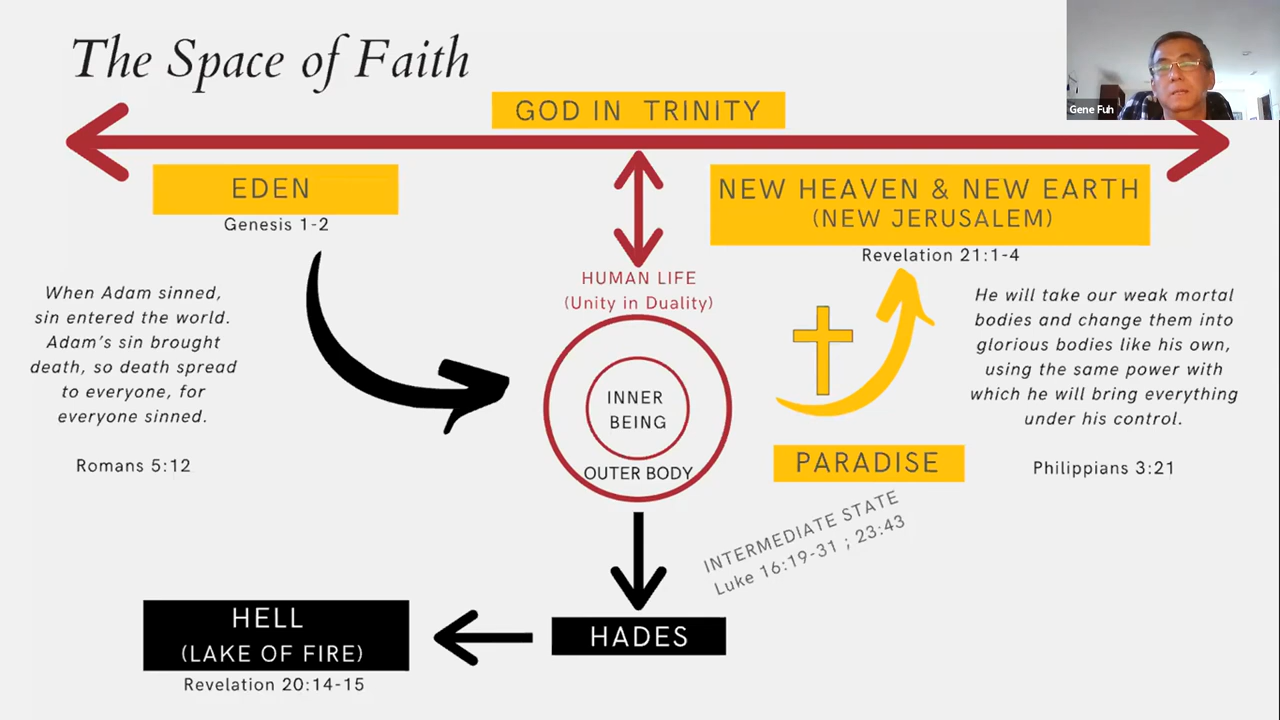 The Space of Faith
Gene Fuh
GOD IN TRINITY
EDEN
Genesis 1-2
NEW HEAVEN & NEW EARTH
(NEW JERUSALEM)
Revelation 21:1-4
When Adam sinned,
sin entered the world.
Adam's sin brought
death, so death spread
to everyone, for
everyone sinned.
Romans 5:12
HUMAN LIFE
(Unity in Duality)
INNER
BEING
OUTER BODY
He will take our weak mortal
bodies and change them into
glorious bodies like his own,
using the same power with
which he will bring everything
under his control.
Philippians 3:21
PARADISE
INTERMEDIATE STATE
Luke 16:19-31 ; 23:43
HADES
HELL
(LAKE OF FIRE)
Revelation 20:14-15